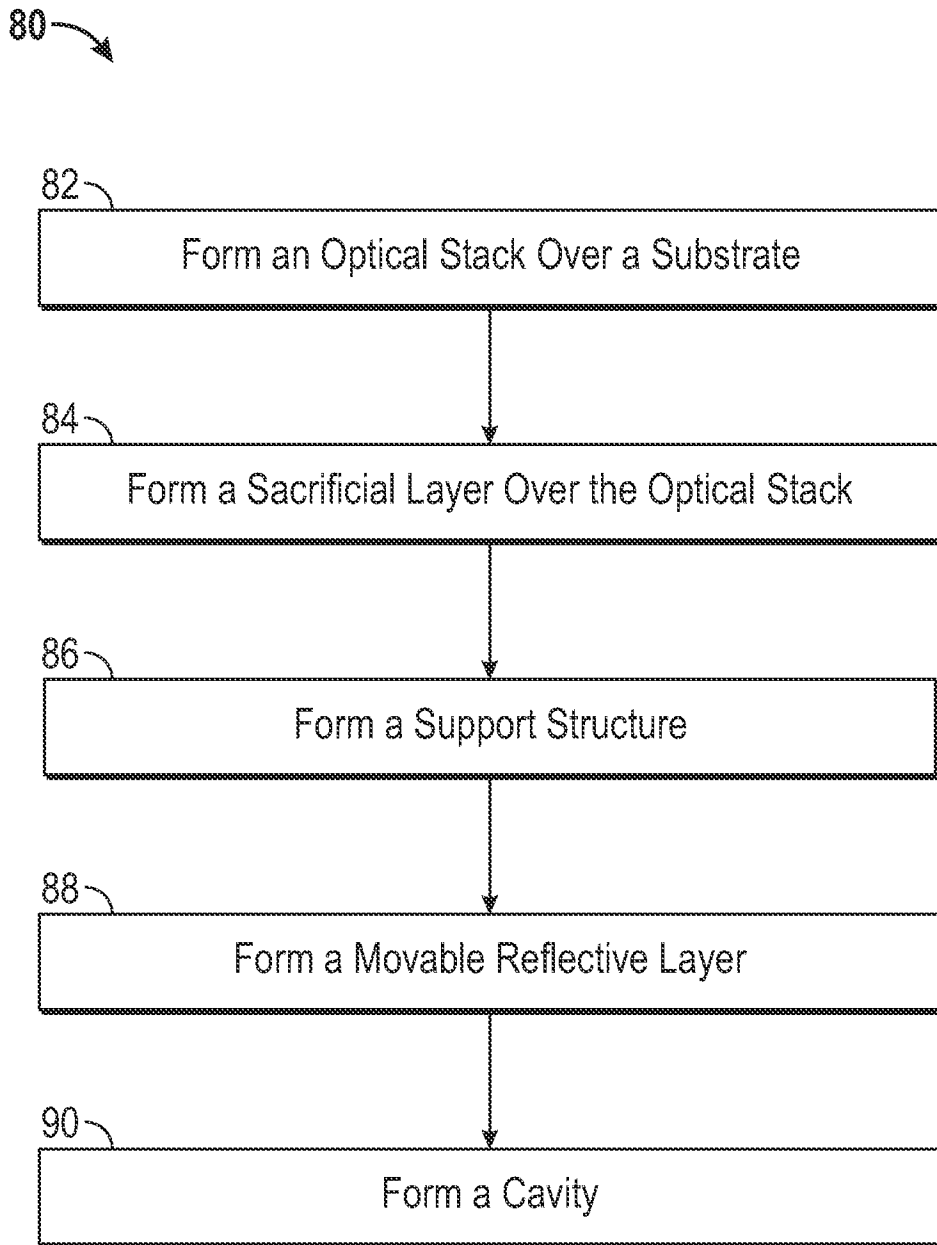 80
82
Form an Optical Stack Over a Substrate
84
Form a Sacrificial Layer Over the Optical Stack
86
Form a Support Structure
88
Form a Movable Reflective Layer
90
Form a Cavity